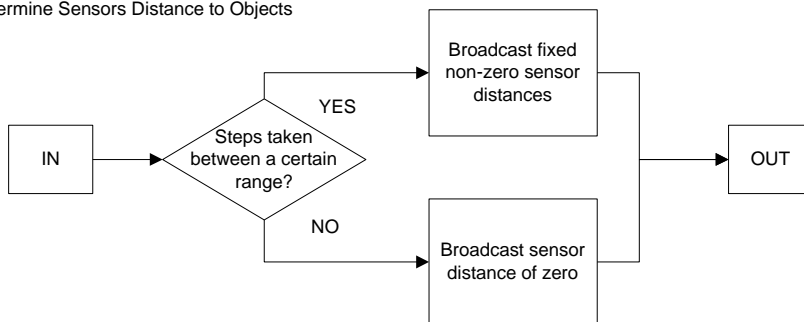 ermine Sensors Distance to Objects
Broadcast fixed
non-zero sensor
distances
YES
Steps taken
between a certain
range?
IN
OUT
NO
Broadcast sensor
distance of zero